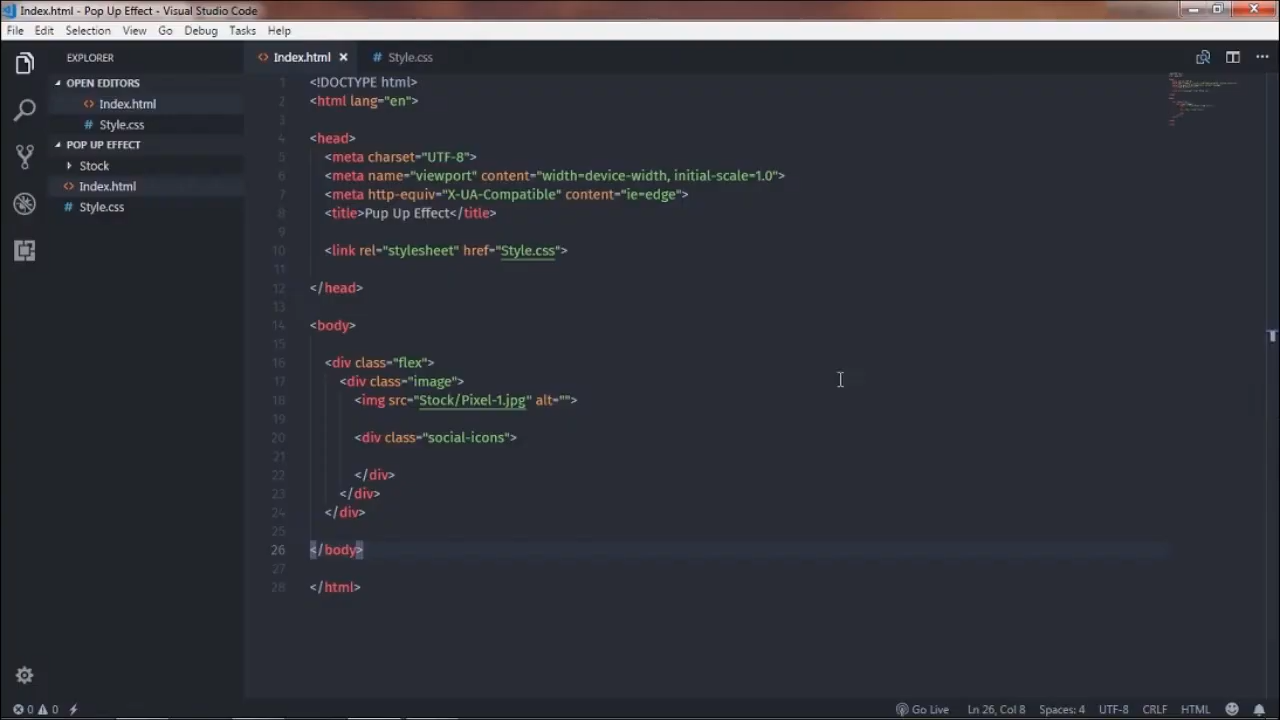 Index.html - Pop Up Effect - Visual Studio Code
File Edit Selection View Go Debug Tasks Help
EXPLORER
OPEN EDITORS
<> Index.html
# Style.css
POP UP EFFECT
Stock
<> Index.html
# Style.css
<> Index.html × # Style.css
1 <!DOCTYPE html>
2 <html lang="en">
3
4 <head>
5 <meta charset="UTF-8">
6 <meta name="viewport" content="width=device-width, initial-scale=1.0">
7 <meta http-equiv="X-UA-Compatible" content="ie=edge">
8 <title>Pup Up Effect</title>
9
10 <link rel="stylesheet" href="Style.css">
11
12 </head>
13
14 <body>
15
16 <div class="flex">
17 <div class="image">
18 <img src="Stock/Pixel-1.jpg" alt="">
19
20 <div class="social-icons">
21
22 </div>
23 </div>
24 </div>
25
26 </body>
27
28 </html>
0 0 Go Live Ln 26, Col 8 Spaces: 4 UTF-8 CRLF HTML